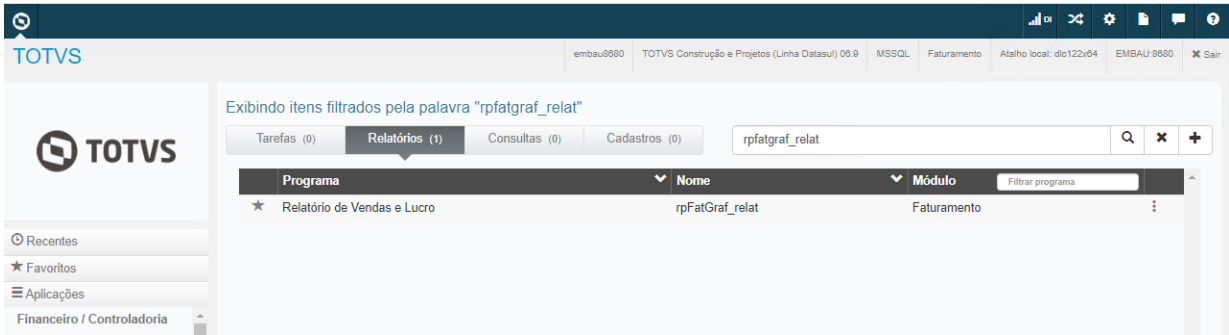 DI
TOTVS
embau8680 TOTVS Construção e Projetos (Linha Datasul) 06.9 MSSQL Faturamento Atalho local: dlc122x64 EMBAU:8680 Sair
TOTVS
Exibindo itens filtrados pela palavra "rpfatgraf_relat"
Tarefas (0) Relatórios (1) Consultas (0) Cadastros (0) rpfatgraf_relat
Programa Nome Módulo Filtrar programa
Relatório de Vendas e Lucro rpFatGraf_relat Faturamento
Recentes
Favoritos
Aplicações
Financeiro / Controladoria